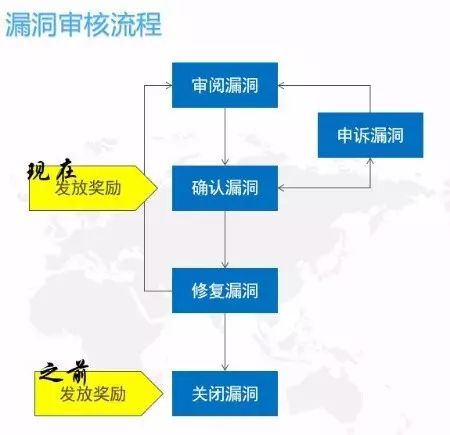 漏洞审核流程
审阅漏洞
申诉漏洞
现在
发放奖励
确认漏洞
修复漏洞
之前
发放奖励
关闭漏洞